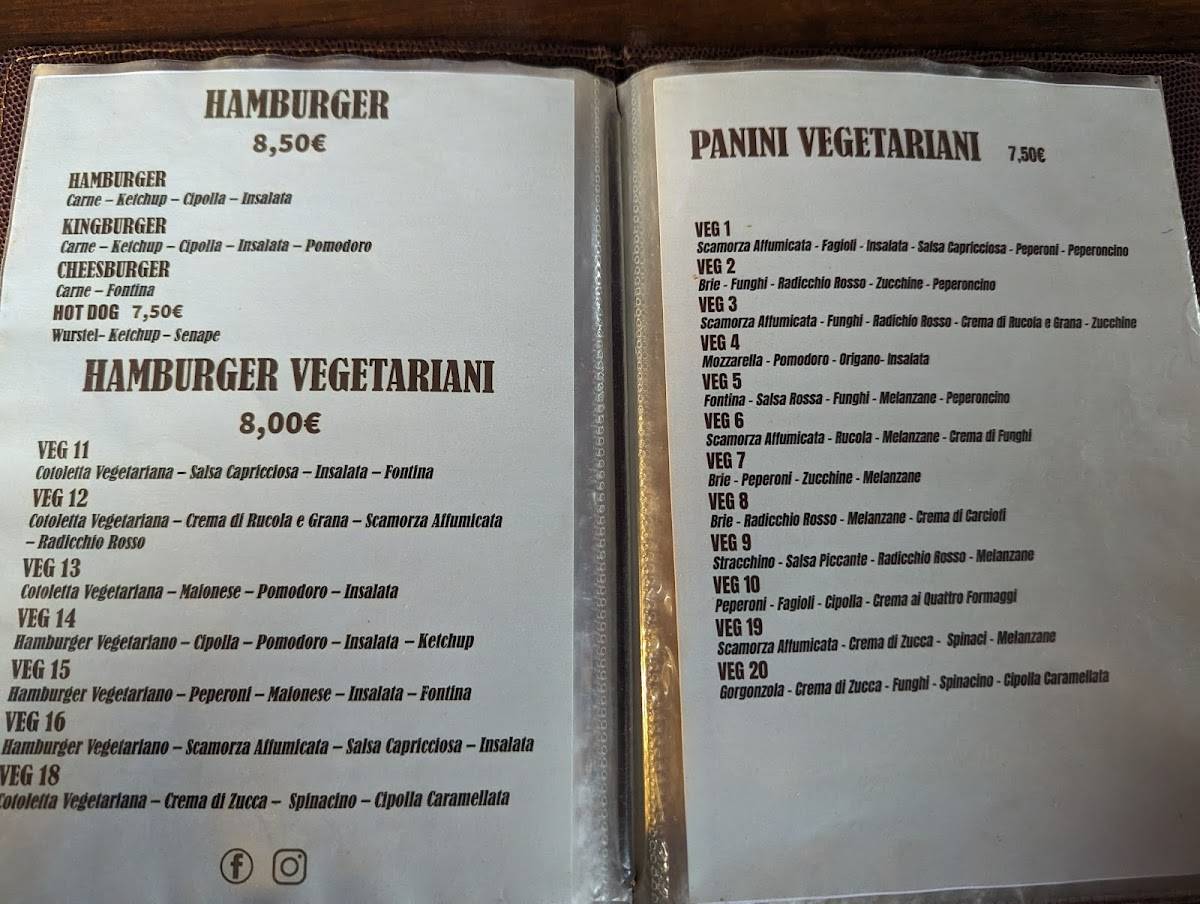 HAMBURGER
8,50€
HAMBURGER
Carne – Ketchup – Cipolla – Insalata
KINGBURGER
Carne – Ketchup – Cipolla – Insalata – Pomodoro
CHEESBURGER
Carne – Fontina
HOT DOG 7,50€
Wurstel– Ketchup – Senape
HAMBURGER VEGETARIANI
8,00€
VEG 11
Cotoletta Vegetariana – Salsa Capricciosa – Insalata – Fontina
VEG 12
Cotoletta Vegetariana – Crema di Rucola e Grana – Scamorza Affumicata
– Radicchio Rosso
VEG 13
Cotoletta Vegetariana – Maionese – Pomodoro – Insalata
VEG 14
Hamburger Vegetariano – Cipolla – Pomodoro – Insalata – Ketchup
VEG 15
Hamburger Vegetariano – Peperoni – Maionese – Insalata – Fontina
VEG 16
Hamburger Vegetariano – Scamorza Affumicata – Salsa Capricciosa – Insalata
VEG 18
Cotoletta Vegetariana – Crema di Zucca – Spinacino – Cipolla Caramellata
PANINI VEGETARIANI 7,50€
VEG 1
Scamorza Affumicata - Fagioli - Insalata - Salsa Capricciosa - Peperoni - Peperoncino
VEG 2
Brie - Funghi - Radicchio Rosso - Zucchine - Peperoncino
VEG 3
Scamorza Affumicata - Funghi - Radichio Rosso - Crema di Rucola e Grana - Zucchine
VEG 4
Mozzarella - Pomodoro - Origano- Insalata
VEG 5
Fontina - Salsa Rossa - Funghi - Melanzane - Peperoncino
VEG 6
Scamorza Affumicata - Rucola - Melanzane - Crema di Funghi
VEG 7
Brie - Peperoni - Zucchine - Melanzane
VEG 8
Brie - Radicchio Rosso - Melanzane - Crema di Carciofi
VEG 9
Stracchino - Salsa Piccante - Radicchio Rosso - Melanzane
VEG 10
Peperoni - Fagioli - Cipolla - Crema ai Quattro Formaggi
VEG 19
Scamorza Affumicata - Crema di Zucca - Spinaci - Melanzane
VEG 20
Gorgonzola - Crema di Zucca - Funghi - Spinacino - Cipolla Caramellata